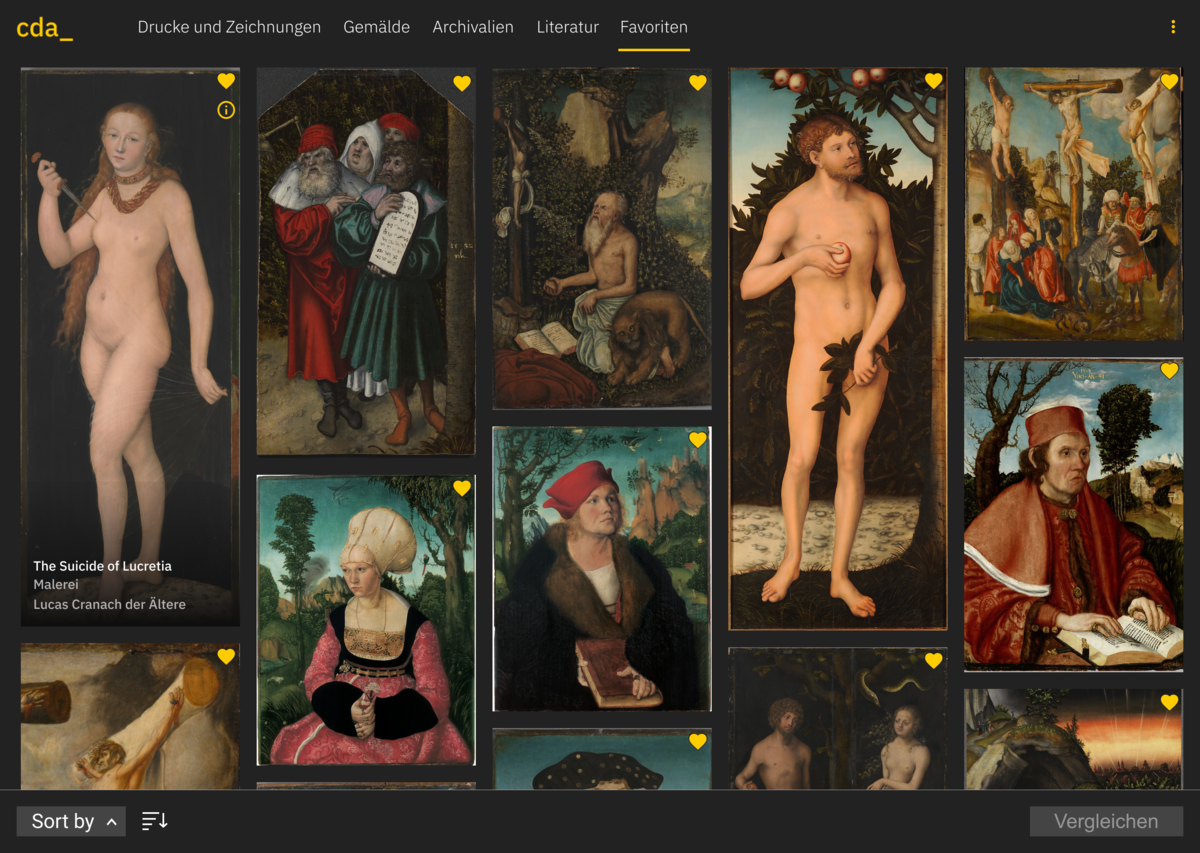 cda_
Drucke und Zeichnungen
Gemälde
Archivalien
Literatur
Favoriten
The Suicide of Lucretia
Malerei
Lucas Cranach der Ältere
Sort by
Vergleichen